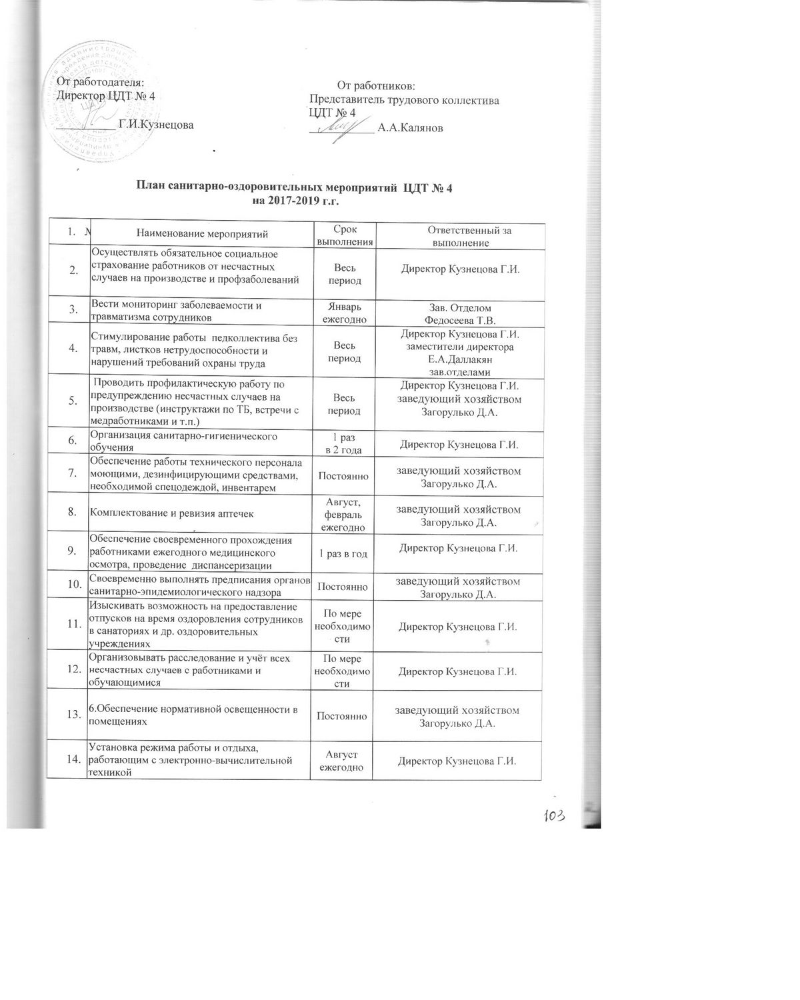 От работодателя:
Директор ЦДТ № 4
Г.И.Кузнецова
От работников:
Представитель трудового коллектива
ЦДТ № 4
А.А.Калянов
План санитарно-оздоровительных мероприятий ЦДТ № 4
на 2017-2019 г.г.
1. №
Наименование мероприятий
Срок
выполнения
Ответственный за
выполнение
2.
Осуществлять обязательное социальное
страхование работников от несчастных
случаев на производстве и профзаболеваний
Весь
период
Директор Кузнецова Г.И.
3.
Вести мониторинг заболеваемости и
травматизма сотрудников
Январь
ежегодно
Зав. Отделом
Федосеева Т.В.
4.
Стимулирование работы педколлектива без
травм, листков нетрудоспособности и
нарушений требований охраны труда
Весь
период
Директор Кузнецова Г.И.
заместители директора
Е.А.Даллакян
зав.отделами
5.
Проводить профилактическую работу по
предупреждению несчастных случаев на
производстве (инструктажи по ТБ, встречи с
медработниками и т.п.)
Весь
период
Директор Кузнецова Г.И.
заведующий хозяйством
Загорулько Д.А.
6.
Организация санитарно-гигиенического
обучения
1 раз
в 2 года
Директор Кузнецова Г.И.
7.
Обеспечение работы технического персонала
моющими, дезинфицирующими средствами,
необходимой спецодеждой, инвентарем
Постоянно
заведующий хозяйством
Загорулько Д.А.
8.
Комплектование и ревизия аптечек
Август,
февраль
ежегодно
заведующий хозяйством
Загорулько Д.А.
9.
Обеспечение своевременного прохождения
работниками ежегодного медицинского
осмотра, проведение диспансеризации
1 раз в год
Директор Кузнецова Г.И.
10.
Своевременно выполнять предписания органов
санитарно-эпидемиологического надзора
Постоянно
заведующий хозяйством
Загорулько Д.А.
11.
Изыскивать возможность на предоставление
отпусков на время оздоровления сотрудников
в санаториях и др. оздоровительных
учреждениях
По мере
необходимо
сти
Директор Кузнецова Г.И.
12.
Организовывать расследование и учёт всех
несчастных случаев с работниками и
обучающимися
По мере
необходимо
сти
Директор Кузнецова Г.И.
13.
6.Обеспечение нормативной освещенности в
помещениях
Постоянно
заведующий хозяйством
Загорулько Д.А.
14.
Установка режима работы и отдыха,
работающим с электронно-вычислительной
техникой
Август
ежегодно
Директор Кузнецова Г.И.
103